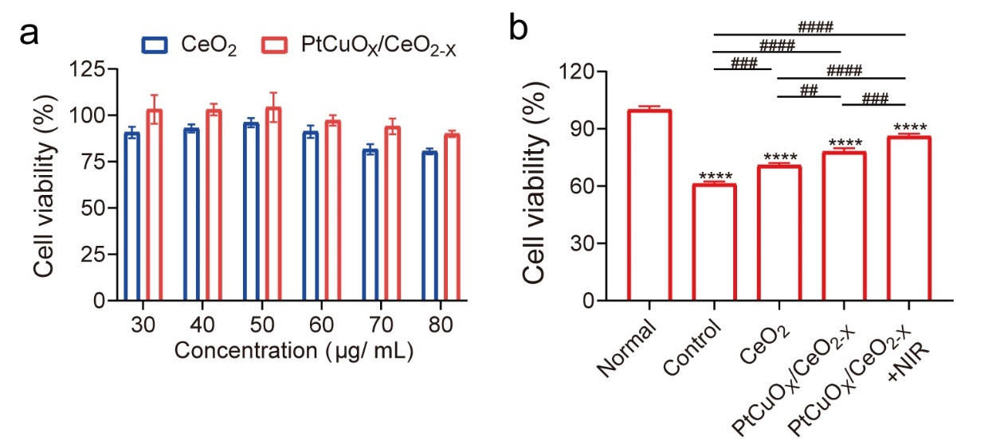 a
CeO2 PtCuOX/CeO2-X
Cell viability (%)
125
100
75
50
25
0
30 40 50 60 70 80
Concentration (μg/ mL)
b
####
####
###
####
##
###
Cell viability (%)
120
90
60
30
0
****
****
****
****
Normal
Control
CeO2
PtCuOX/CeO2-X
PtCuOX/CeO2-X
+NIR